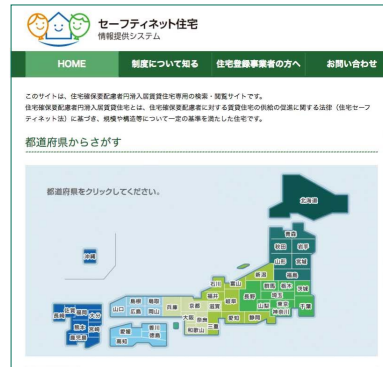 セーフティネット住宅
情報提供システム
HOME 制度について知る 住宅登録事業者の方へ お問い合わせ
このサイトは、住宅確保要配慮者円滑入居賃貸住宅専用の検索・閲覧サイトです。
住宅確保要配慮者円滑入居賃貸住宅とは、住宅確保要配慮者に対する賃貸住宅の供給の促進に関する法律（住宅セーフ
ティネット法）に基づき、規模や構造等について一定の基準を満たした住宅です。
都道府県からさがす
都道府県をクリックしてください。
北海道
青森
秋田 岩手
山形 宮城
沖縄
新潟 福島
石川 富山 群馬 栃木 茨城
福井 岐阜 長野 埼玉
島根 鳥取 兵庫 京都 滋賀 山梨 東京 千葉
山口 広島 岡山 神奈川
大阪 奈良 三重 愛知 静岡
和歌山
佐賀 福岡 大分
長崎
熊本 宮崎
鹿児島
愛媛 香川
高知 徳島